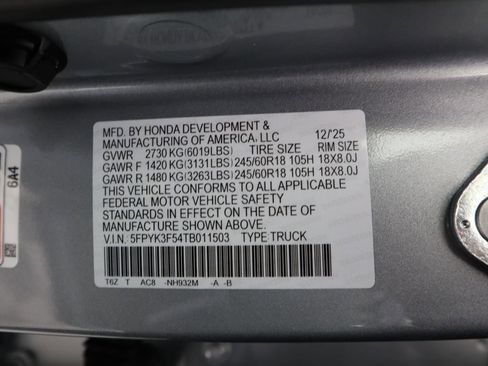 MFD. BY HONDA DEVELOPMENT &
MANUFACTURING OF AMERICA, LLC 12/'25
GVWR 2730 KG (6019LBS) TIRE SIZE RIM SIZE
GAWR F 1420 KG (3131LBS) 245/60R18 105H 18X8.0J
GAWR R 1480 KG (3263LBS) 245/60R18 105H 18X8.0J
THIS VEHICLE CONFORMS TO ALL APPLICABLE
FEDERAL MOTOR VEHICLE SAFETY
STANDARDS IN EFFECT ON THE DATE OF
MANUFACTURE SHOWN ABOVE.
V.I.N. 5FPYK3F54TB011503 TYPE:TRUCK
T6Z T AC8 -NH932M -A -B
6A4